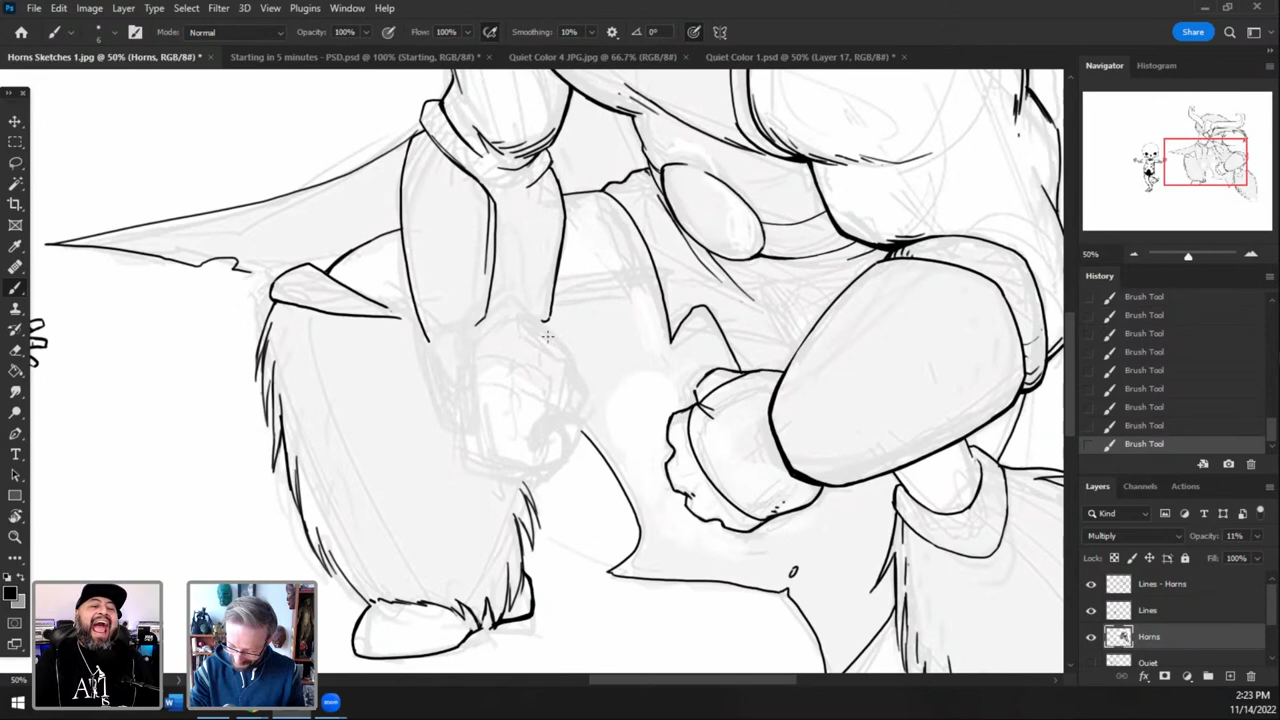 Ps File Edit Image Layer Type Select Filter 3D View Plugins Window Help
6 Mode: Normal Opacity: 100% Flow: 100% Smoothing: 10% 0° Share
Horns Sketches 1.jpg @ 50% (Horns, RGB/8#) * × Starting in 5 minutes - PSD.psd @ 100% (Starting, RGB/8#) * × Quiet Color 4 JPG.jpg @ 66.7% (RGB/8#) × Quiet Color 1.psd @ 50% (Layer 17, RGB/8#) * ×
Navigator Histogram
50%
History
Brush Tool
Brush Tool
Brush Tool
Brush Tool
Brush Tool
Brush Tool
Brush Tool
Brush Tool
Brush Tool
Layers Channels Actions
Kind
Multiply Opacity: 11%
Lock: Fill: 100%
Lines - Horns
Lines
Horns
Quiet
fx
50%
W zoom
2:23 PM
11/14/2022